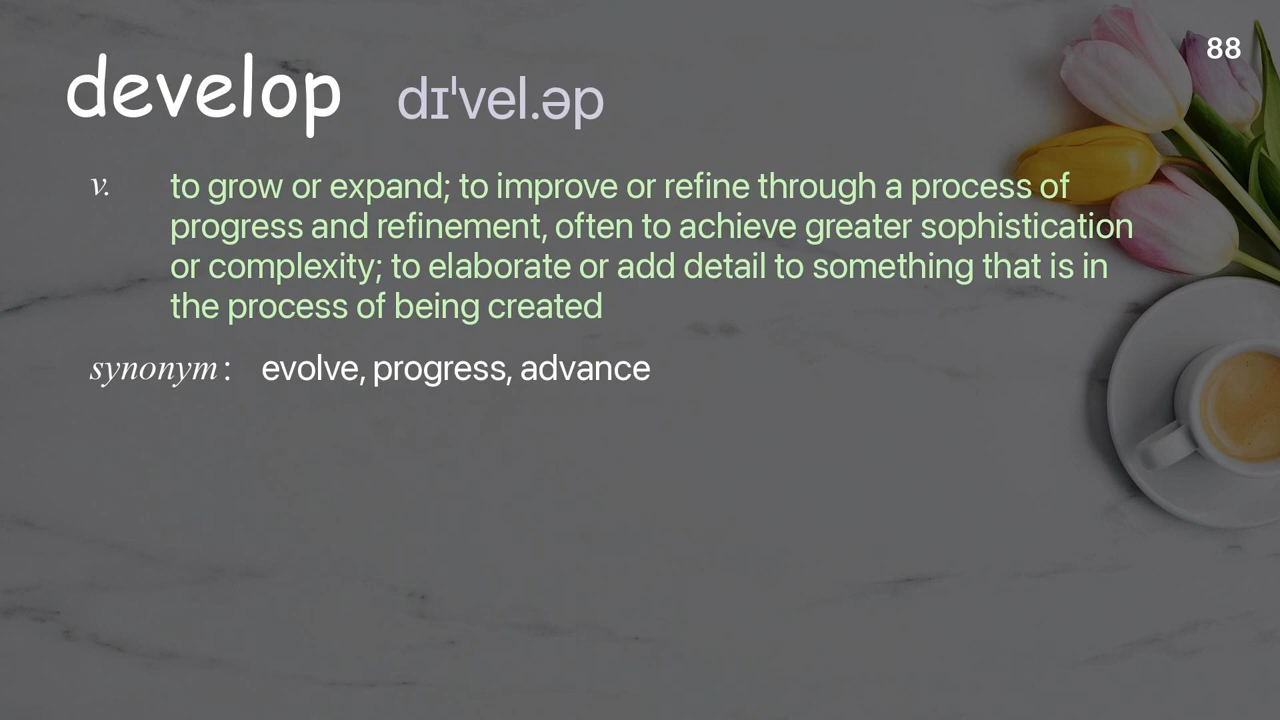 88
develop dɪˈvel.əp
v. to grow or expand; to improve or refine through a process of
progress and refinement, often to achieve greater sophistication
or complexity; to elaborate or add detail to something that is in
the process of being created
synonym: evolve, progress, advance